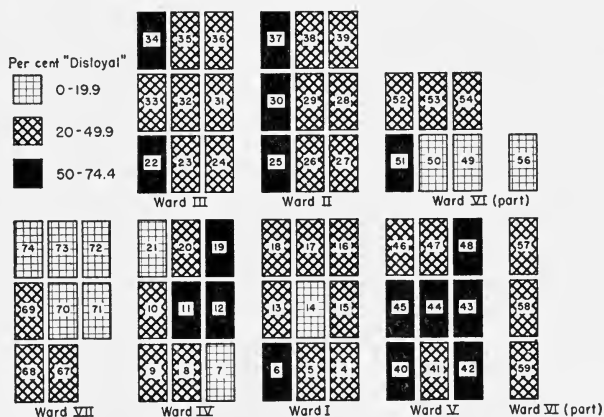 34 35 36 37 38 39
Per cent "Disloyal"
0-19.9
33 32 31 30 29 28 52 53 54
20-49.9
50-74.4
22 23 24 25 26 27 51 50 49 56
Ward III Ward II Ward VI (part)
74 73 72 21 20 19 18 17 16 46 47 48 57
69 70 71 10 11 12 13 14 15 45 44 43 58
68 67 9 8 7 6 5 4 40 41 42 59
Ward VII Ward IV Ward I Ward V Ward VI (part)